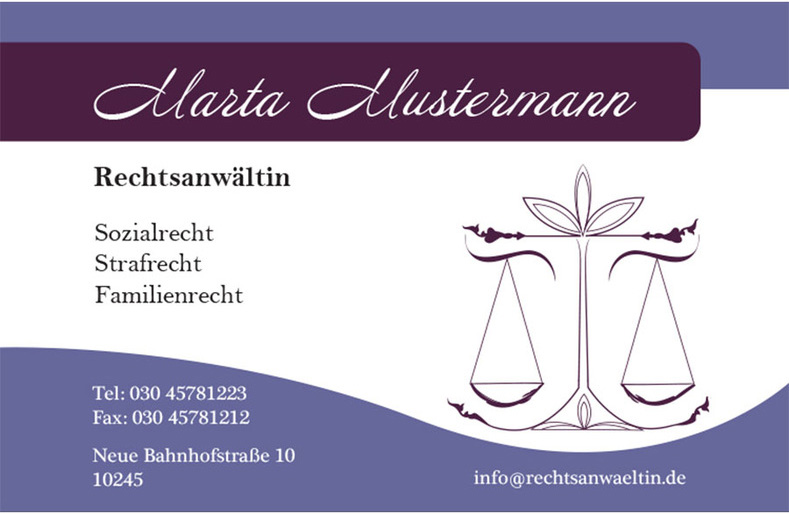 Marta Mustermann
Rechtsanwältin
Sozialrecht
Strafrecht
Familienrecht
Tel: 030 45781223
Fax: 030 45781212
Neue Bahnhofstraße 10
10245
info@rechtsanwaeltin.de